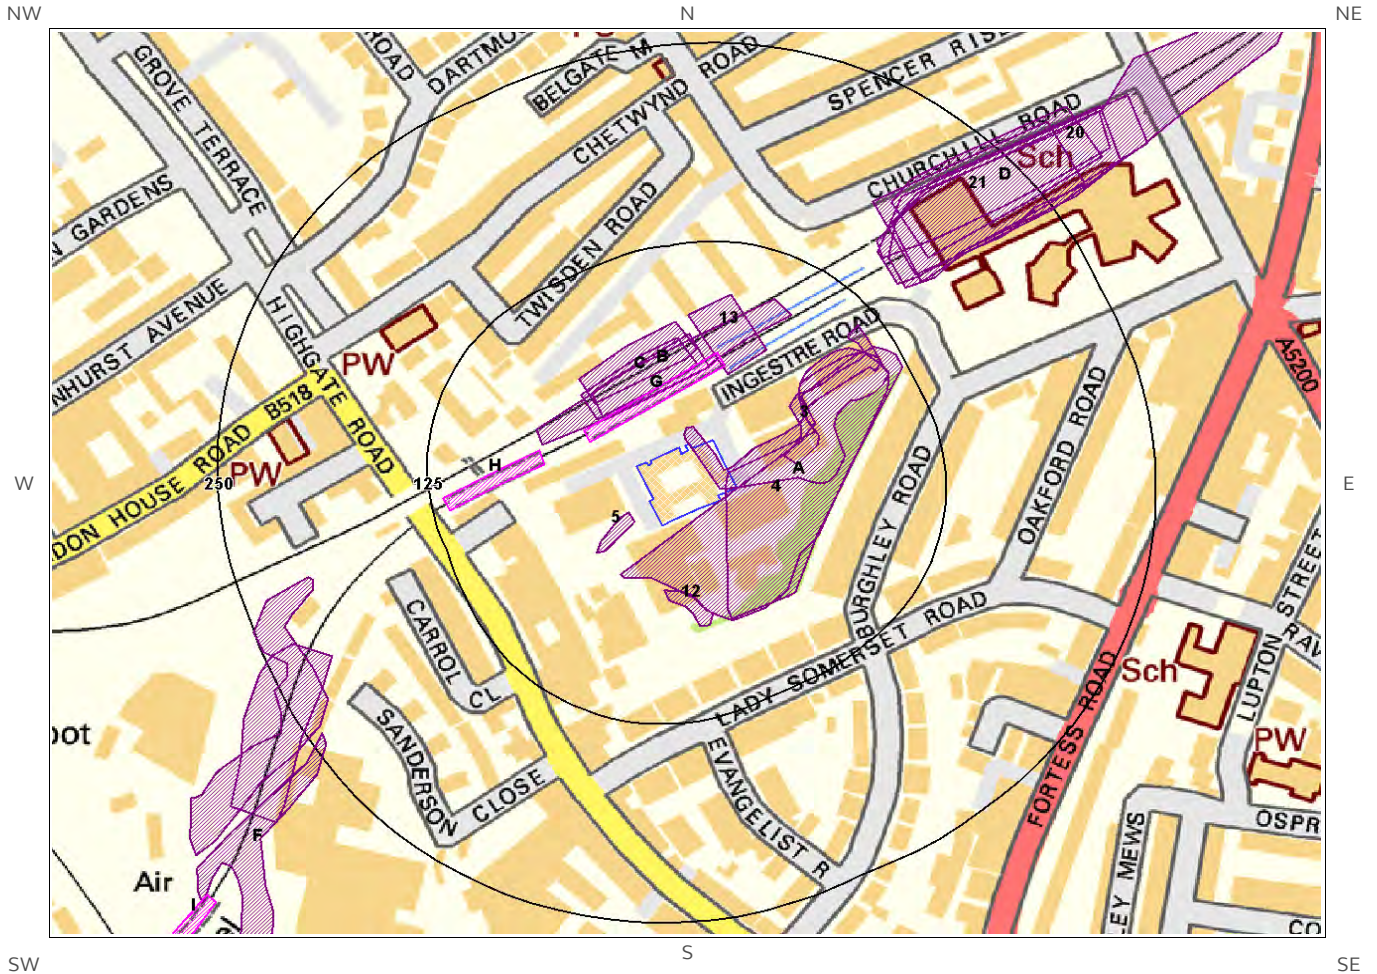 NW
N
NE
GROVE TERRACE
ROAD
DARTMO
BELGATE M
ROAD
CHETWYND
SPENCER RISE
CHURCHILL ROAD
20
Sch
21
D
GARDENS
TWISDEN ROAD
NHURST AVENUE
HIGHGATE ROAD
13
INGESTRE ROAD
A5200
PW
C
B
G
B518
DON HOUSE ROAD
PW
3
OAKFORD ROAD
W
250
125
H
A
4
E
5
BURGHLEY ROAD
12
STREET
LUPTON
RAV
CARROL CL
LADY SOMERSET ROAD
Sch
SANDERSON CLOSE
EVANGELIST R
FORTESS ROAD
PW
pot
OSPR
F
Air
EY MEWS
CO
SW
S
SE